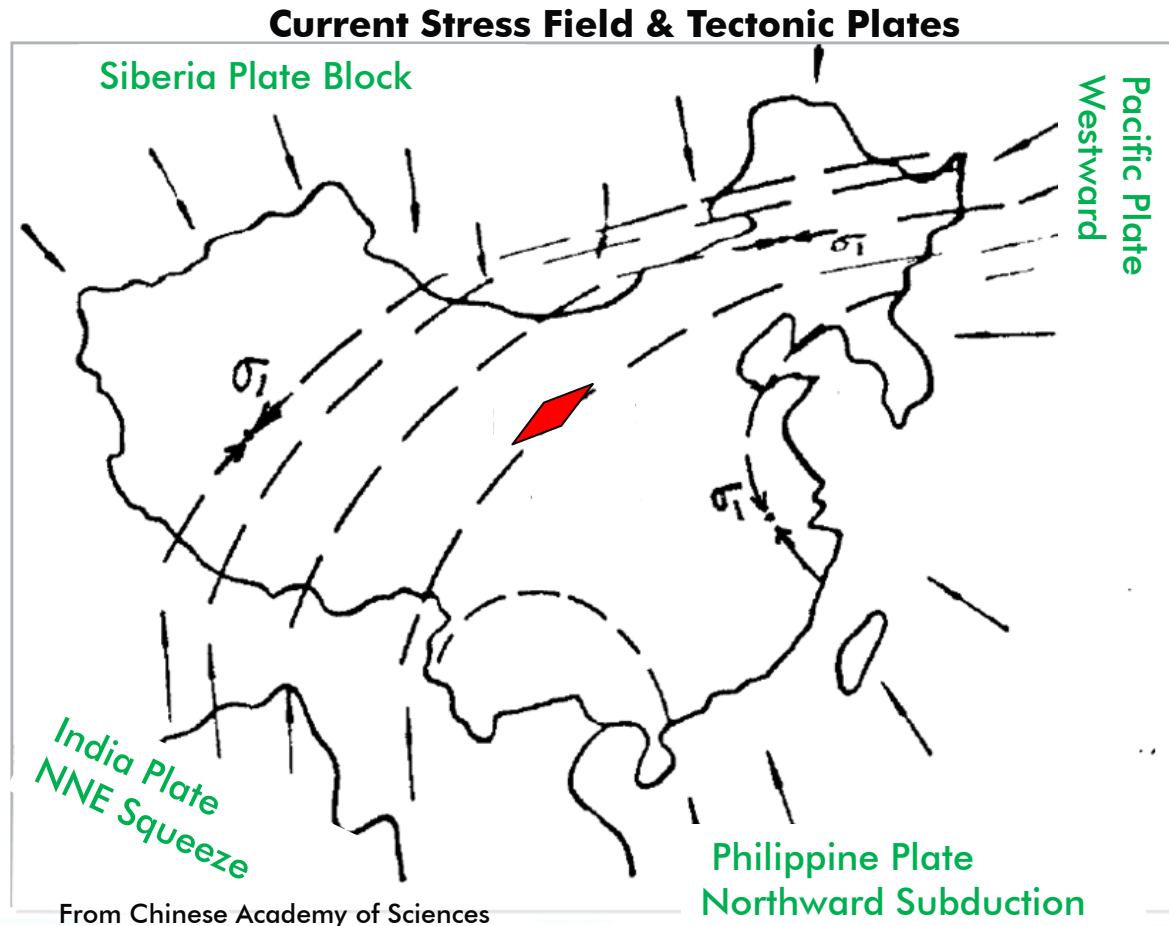 Current Stress Field & Tectonic Plates
Siberia Plate Block
Pacific Plate
Westward
σ₁
σ₁
σ₁
India Plate
NNE Squeeze
Philippine Plate
Northward Subduction
From Chinese Academy of Sciences